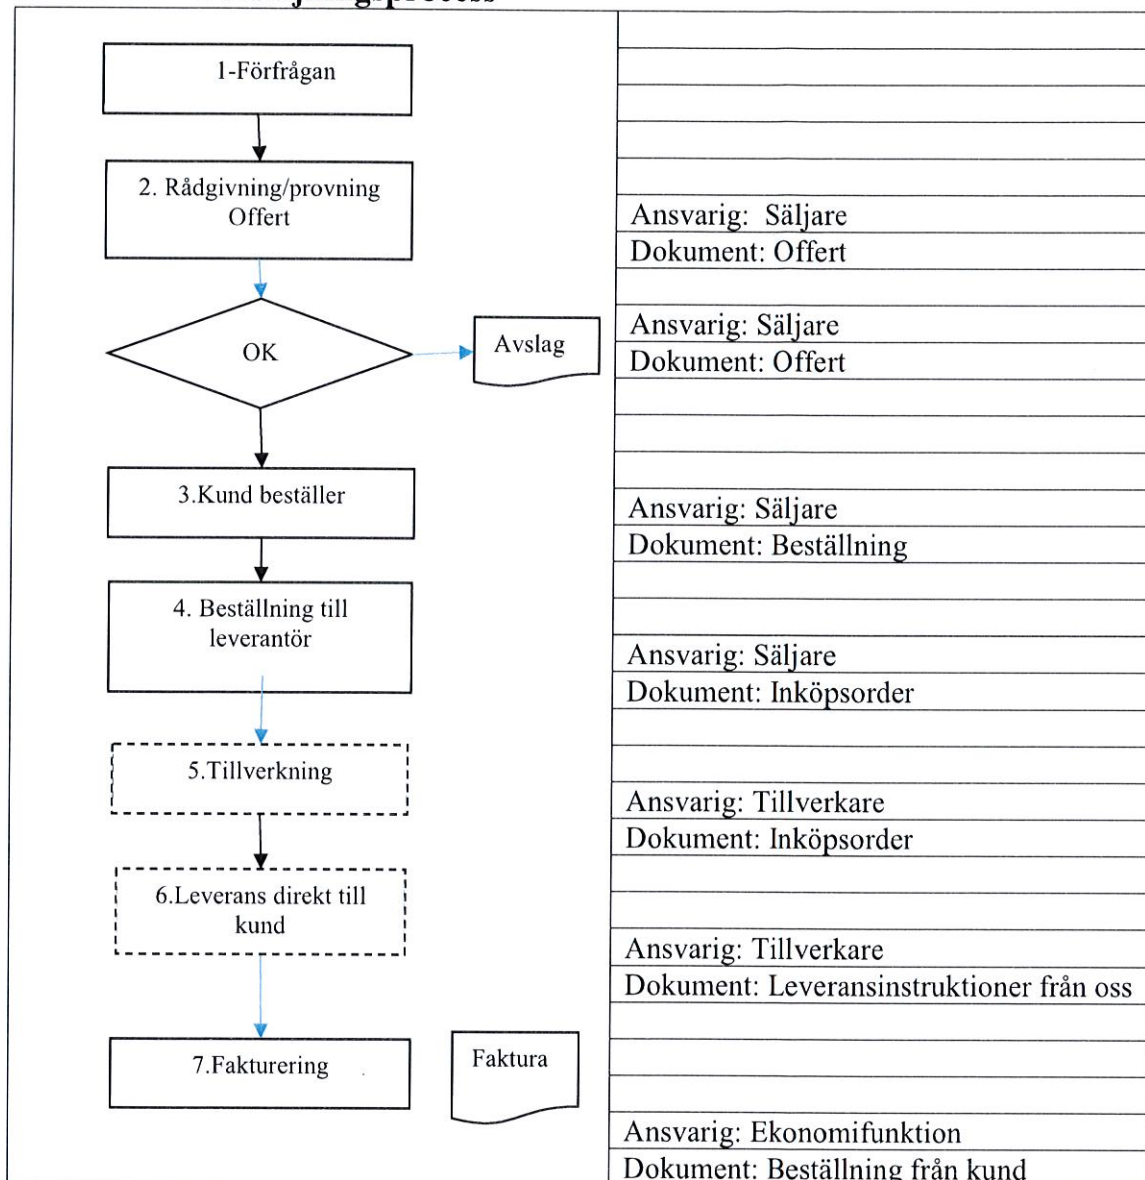 1-Förfrågan
2. Rådgivning/provning
Offert
Ansvarig: Säljare
Dokument: Offert
OK
Avslag
Ansvarig: Säljare
Dokument: Offert
3.Kund beställer
Ansvarig: Säljare
Dokument: Beställning
4. Beställning till
leverantör
Ansvarig: Säljare
Dokument: Inköpsorder
5.Tillverkning
Ansvarig: Tillverkare
Dokument: Inköpsorder
6.Leverans direkt till
kund
Ansvarig: Tillverkare
Dokument: Leveransinstruktioner från oss
7.Fakturering
Faktura
Ansvarig: Ekonomifunktion
Dokument: Beställning från kund